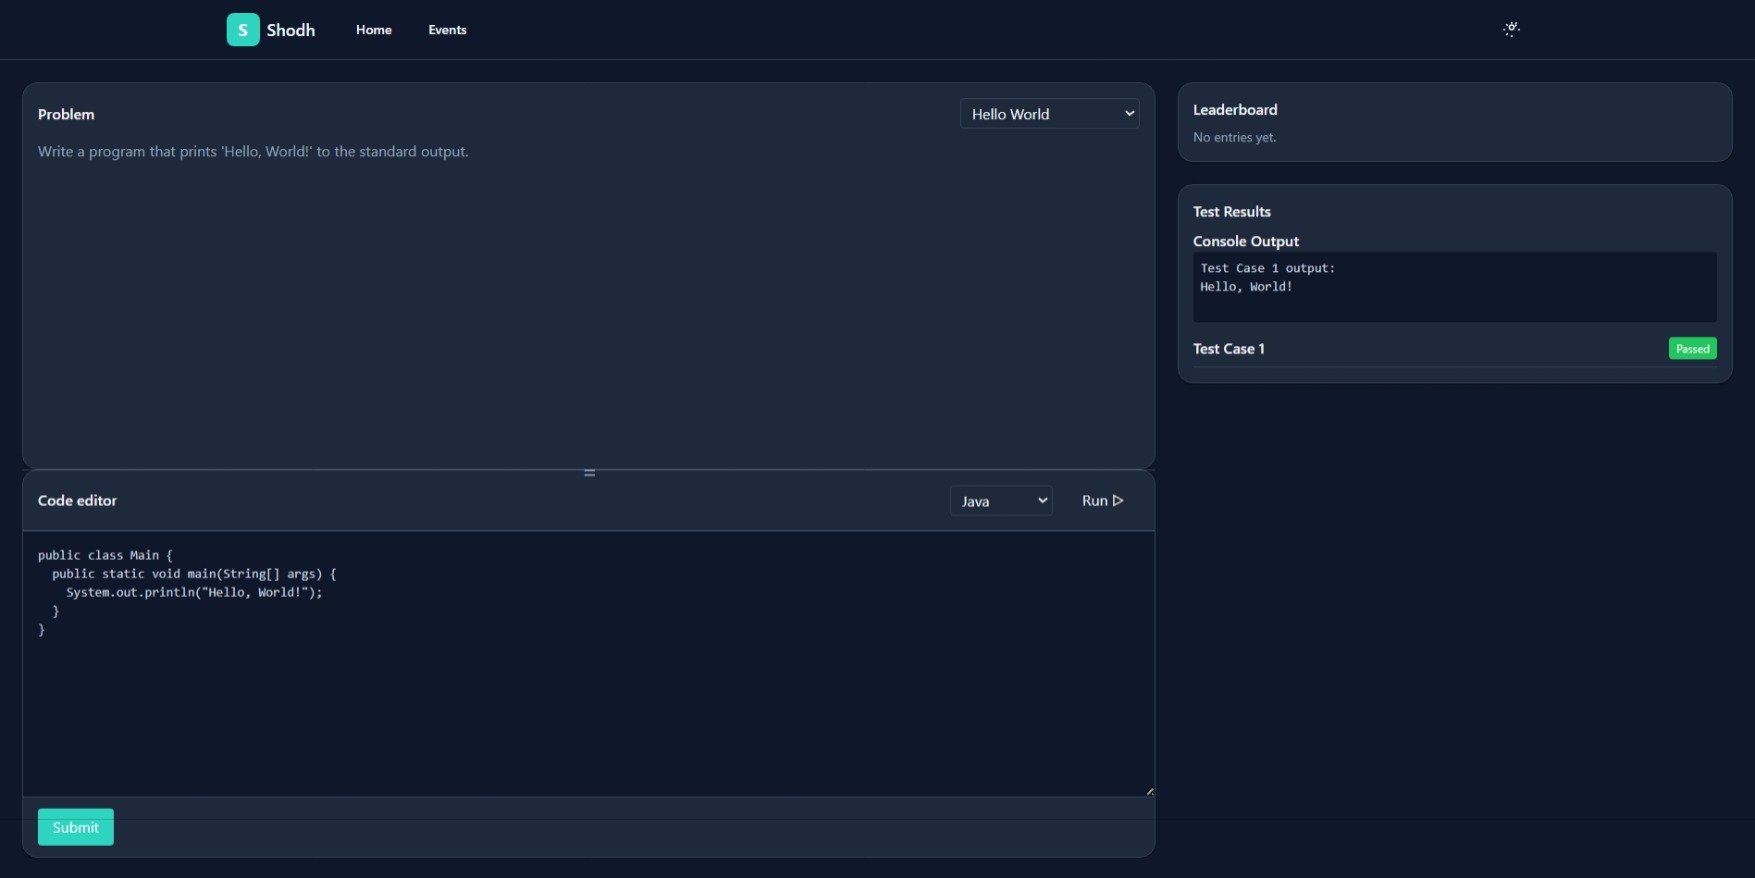 S Shodh Home Events
Problem
Hello World
Write a program that prints 'Hello, World!' to the standard output.
Code editor
Java
Run
public class Main {
  public static void main(String[] args) {
    System.out.println("Hello, World!");
  }
}
Submit
Leaderboard
No entries yet.
Test Results
Console Output
Test Case 1 output:
Hello, World!
Test Case 1
Passed